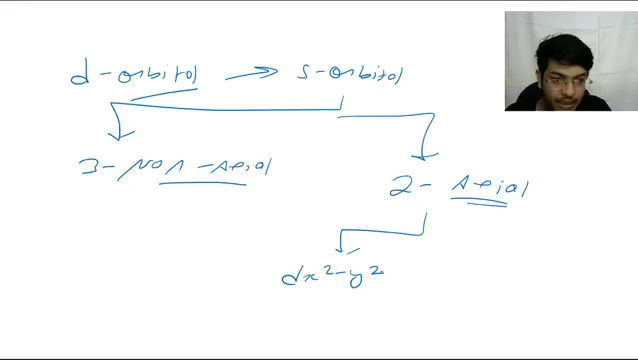 d-orbital → 5-orbital
3- Non-Axial
2- Axial
dx²-y²